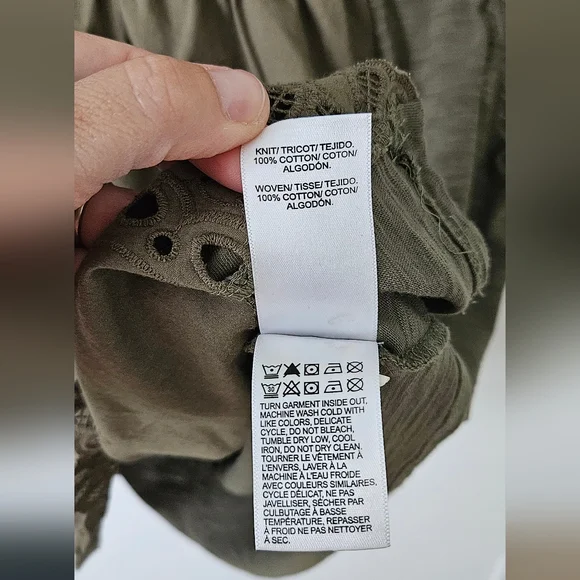 KNIT/ TRICOT/ TEJIDO.
100% COTTON/ COTON/
ALGODÓN.
WOVEN/ TISSE/ TEJIDO.
100% COTTON/ COTON/
ALGODÓN.
30
TURN GARMENT INSIDE OUT,
MACHINE WASH COLD WITH
LIKE COLORS, DELICATE
CYCLE, DO NOT BLEACH,
TUMBLE DRY LOW, COOL
IRON, DO NOT DRY CLEAN.
TOURNER LE VÊTEMENT À
L'ENVERS, LAVER À LA
MACHINE À L'EAU FROIDE
AVEC COULEURS SIMILAIRES,
CYCLE DÉLICAT, NE PAS
JAVELLISER, SÉCHER PAR
CULBUTAGE À BASSE
TEMPÉRATURE, REPASSER
À FROID NE PAS NETTOYER
À SEC.